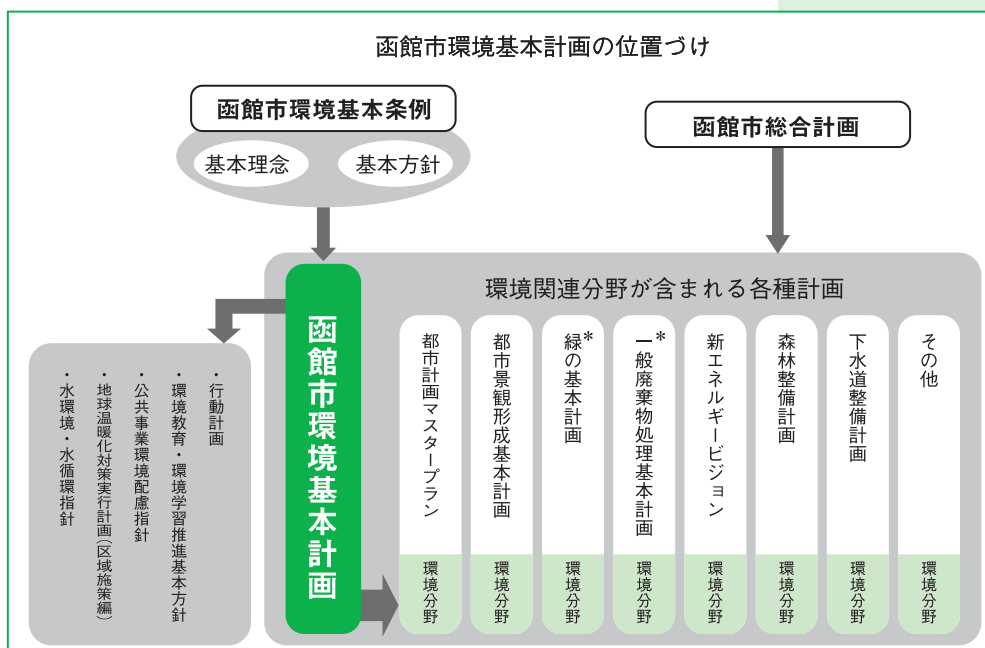 函館市環境基本計画の位置づけ
函館市環境基本条例
基本理念
基本方針
函館市総合計画
環境関連分野が含まれる各種計画
函館市環境基本計画
・行動計画
・環境教育・環境学習推進基本方針
・公共事業環境配慮指針
・地球温暖化対策実行計画(区域施策編)
・水環境・水循環指針
都市計画マスタープラン
環境分野
都市景観形成基本計画
環境分野
緑の基本計画*
環境分野
一般廃棄物処理基本計画*
環境分野
新エネルギービジョン
環境分野
森林整備計画
環境分野
下水道整備計画
環境分野
その他
環境分野